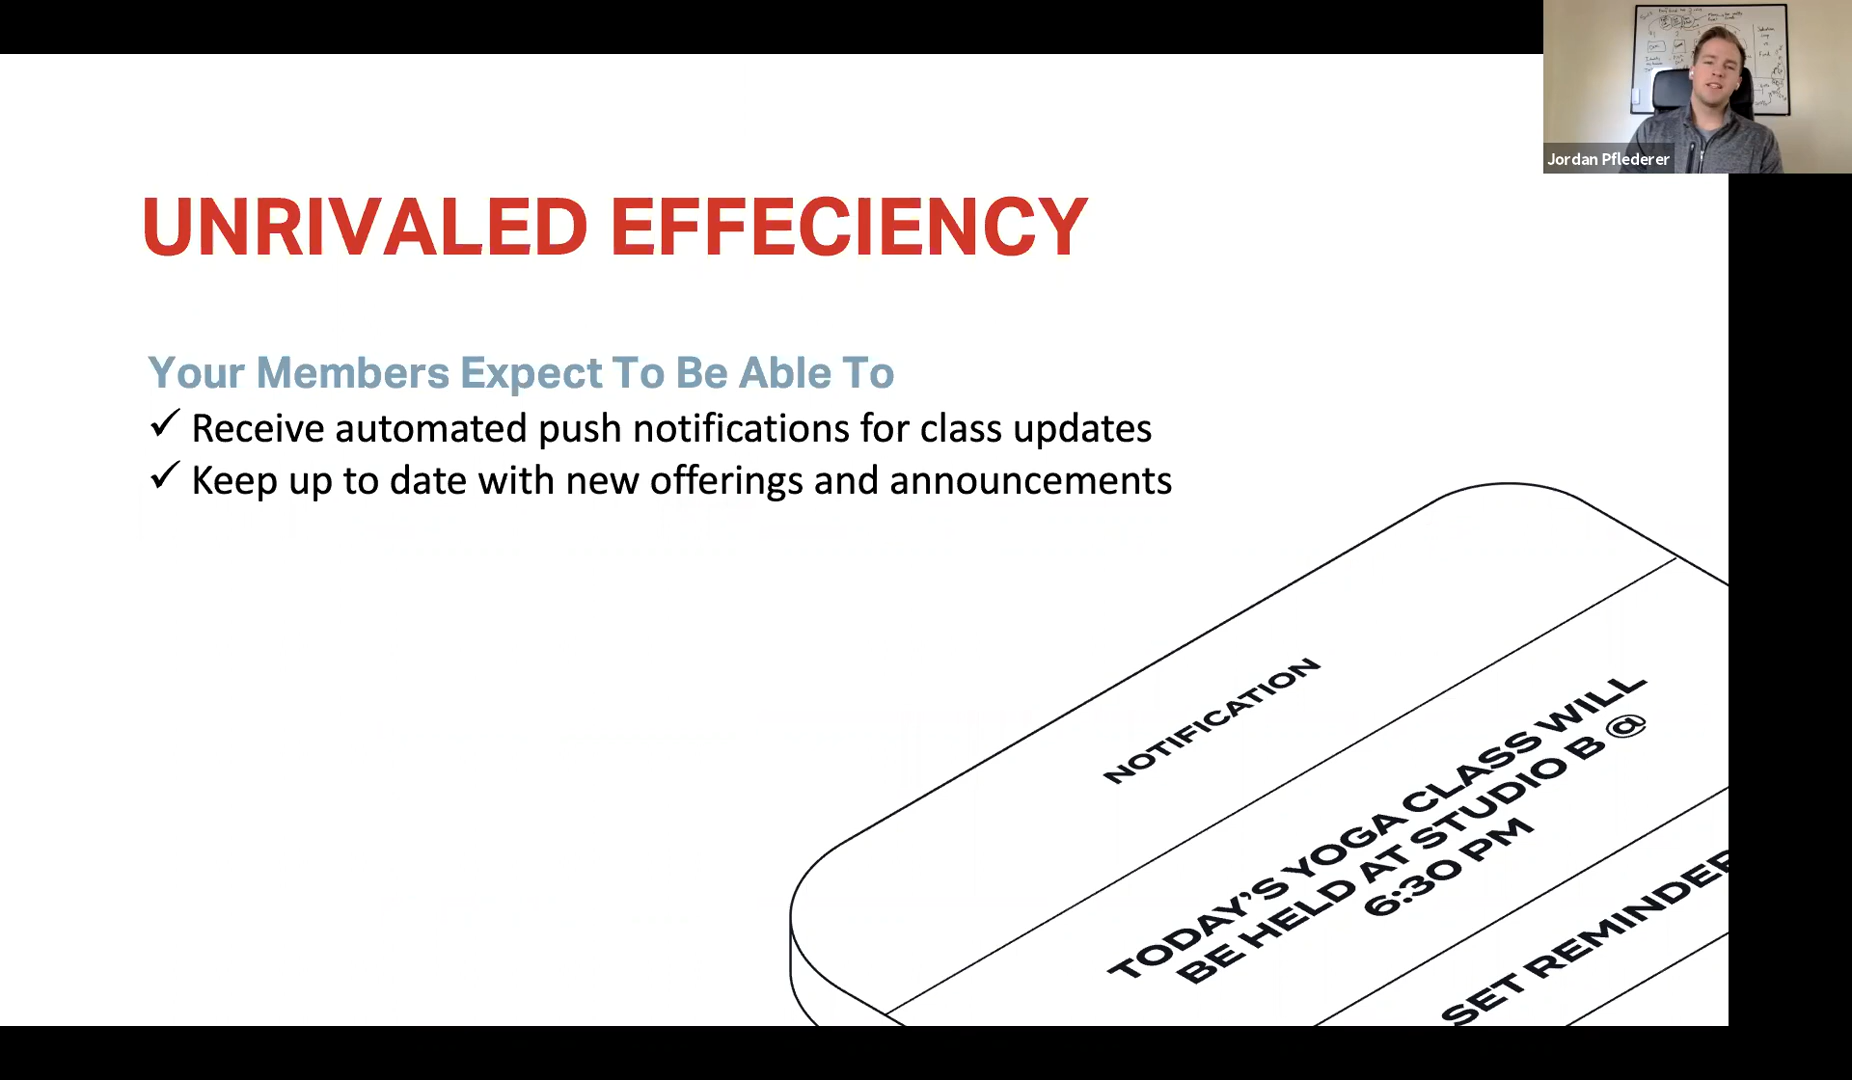 Jordan Pflederer
UNRIVALED EFFECIENCY
Your Members Expect To Be Able To
✓ Receive automated push notifications for class updates
✓ Keep up to date with new offerings and announcements
NOTIFICATION
TODAY'S YOGA CLASS WILL
BE HELD AT STUDIO B @
6:30 PM
SET REMINDER